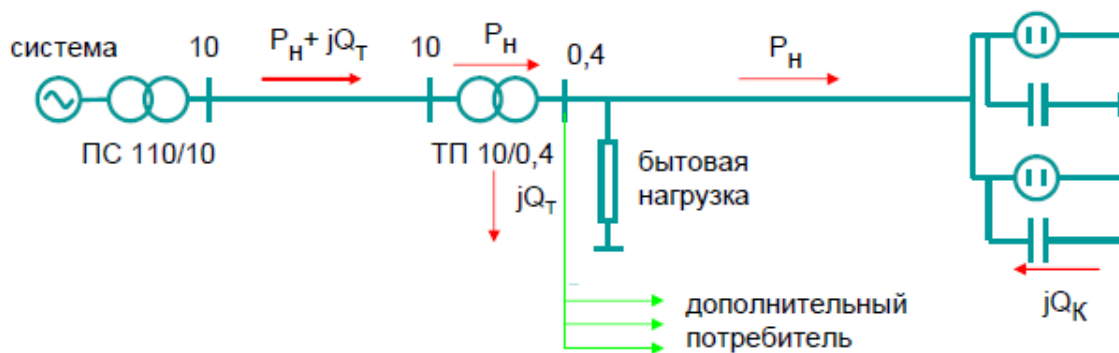 система
10
Pн+ jQт
10
Pн
0,4
Pн
ПС 110/10
ТП 10/0,4
jQт
бытовая
нагрузка
дополнительный
потребитель
jQК